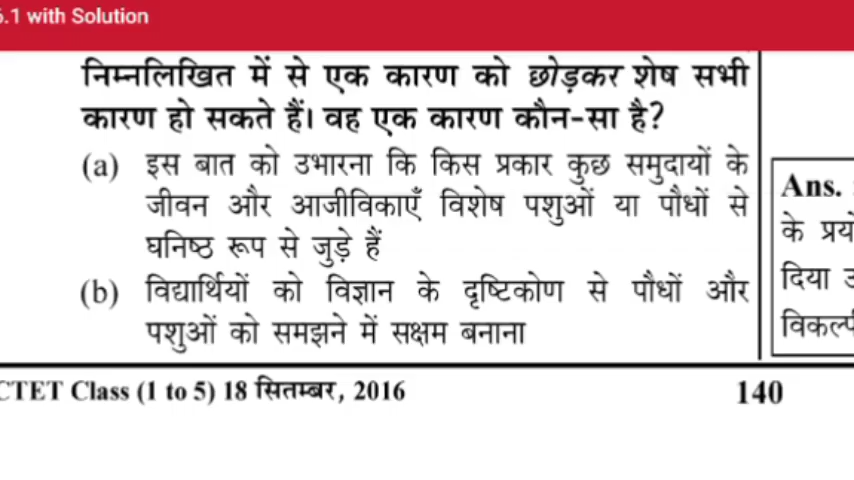 6.1 with Solution
निम्नलिखित में से एक कारण को छोड़कर शेष सभी
कारण हो सकते हैं। वह एक कारण कौन-सा है?
(a) इस बात को उभारना कि किस प्रकार कुछ समुदायों के
जीवन और आजीविकाएँ विशेष पशुओं या पौधों से
घनिष्ठ रूप से जुड़े हैं
(b) विद्यार्थियों को विज्ञान के दृष्टिकोण से पौधों और
पशुओं को समझने में सक्षम बनाना
Ans.
के
दिया
CTET Class (1 to 5) 18 सितम्बर, 2016
140